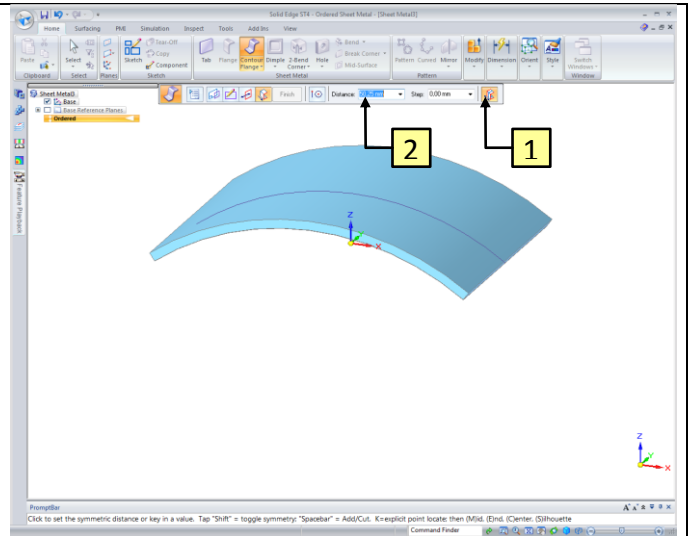 Solid Edge ST4 - Ordered Sheet Metal - [Sheet Metal3]
Home Surfacing PMI Simulation Inspect Tools Add Ins View
Paste Select Sketch Tear-Off Copy Component Tab Flange Contour Flange Dimple 2-Bend Corner Hole Bend Break Corner Mid-Surface Pattern Curved Mirror Modify Dimension Orient Style Switch Windows
Clipboard Select Planes Sketch Sheet Metal Pattern Window
Finish Distance: mm Step: 0.00 mm
Sheet Metal3
Base
Base Reference Planes
Ordered
2 1
Feature Playback
Z
X
Z
Y
X
PromptBar
Click to set the symmetric distance or key in a value. Tap "Shift" = toggle symmetry: "Spacebar" = Add/Cut. K=explicit point locate: then (M)id. (E)nd. (C)enter. (S)ilhouette
Command Finder